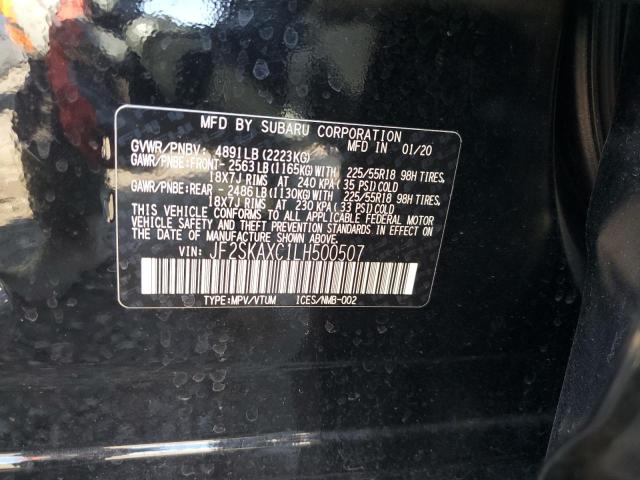 MFD BY SUBARU CORPORATION
GVWR/PNBV: 4891LB(2223KG) MFD IN 01/20
GAWR/PNBE:FRONT-2563LB(1165KG)WITH 225/55R18 98H TIRES,
18X7J RIMS AT 240 KPA(35 PSI)COLD
GAWR/PNBE:REAR -2486LB(1130KG)WITH 225/55R18 98H TIRES,
18X7J RIMS AT 230 KPA(33 PSI)COLD
THIS VEHICLE CONFORMS TO ALL APPLICABLE FEDERAL MOTOR
VEHICLE SAFETY AND THEFT PREVENTION STANDARDS IN EFFECT
ON THE DATE OF MANUFACTURE SHOWN ABOVE.
VIN: JF2SKAXC1LH500507
TYPE:MPV/VTUM ICES/NMB-002